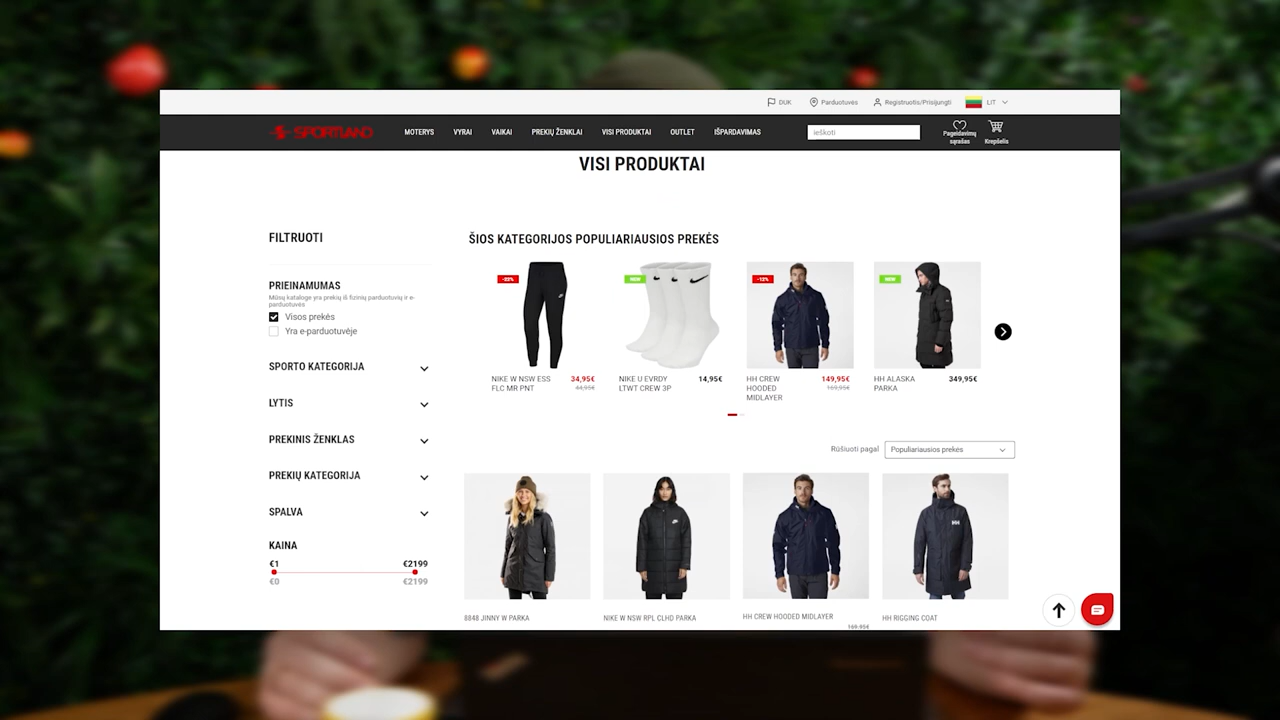 DUK
Parduotuvės
Registruotis/Prisijungti
LIT
SPORTLAND
MOTERYS
VYRAI
VAIKAI
PREKIŲ ŽENKLAI
VISI PRODUKTAI
OUTLET
IŠPARDAVIMAS
ieškoti
Pageidavimų
sąrašas
Krepšelis
VISI PRODUKTAI
FILTRUOTI
PRIEINAMUMAS
Mūsų kataloge yra prekių iš fizinių parduotuvių ir e-
parduotuvės
Visos prekės
Yra e-parduotuvėje
SPORTO KATEGORIJA
LYTIS
PREKINIS ŽENKLAS
PREKIŲ KATEGORIJA
SPALVA
KAINA
€1 €2199
€0 €2199
ŠIOS KATEGORIJOS POPULIARIAUSIOS PREKĖS
NIKE W NSW ESS 34,95€
FLC MR PNT 44,95€
NEW
NIKE U EVRDY 14,95€
LTWT CREW 3P
HH CREW 149,95€
HOODED 169,95€
MIDLAYER
NEW
HH ALASKA 349,95€
PARKA
Rūšiuoti pagal
Populiariausios prekės
8848 JINNY W PARKA
NIKE W NSW RPL CLHD PARKA
HH CREW HOODED MIDLAYER
169,95€
HH
HH RIGGING COAT